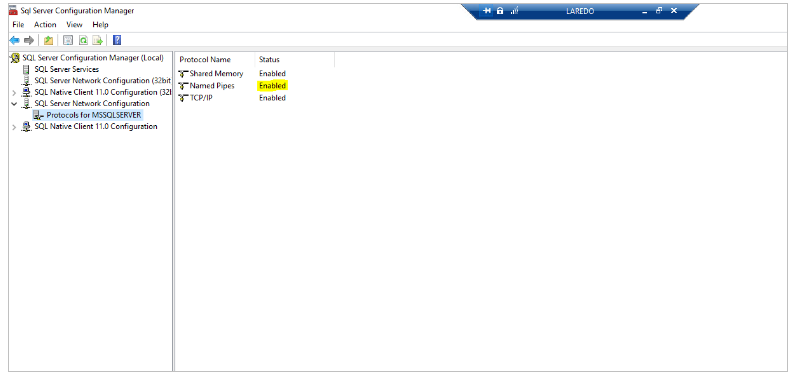 Sql Server Configuration Manager
LAREDO
File Action View Help
SQL Server Configuration Manager (Local)
SQL Server Services
SQL Server Network Configuration (32bit
SQL Native Client 11.0 Configuration (32
SQL Server Network Configuration
Protocols for MSSQLSERVER
SQL Native Client 11.0 Configuration
Protocol Name Status
Shared Memory Enabled
Named Pipes Enabled
TCP/IP Enabled